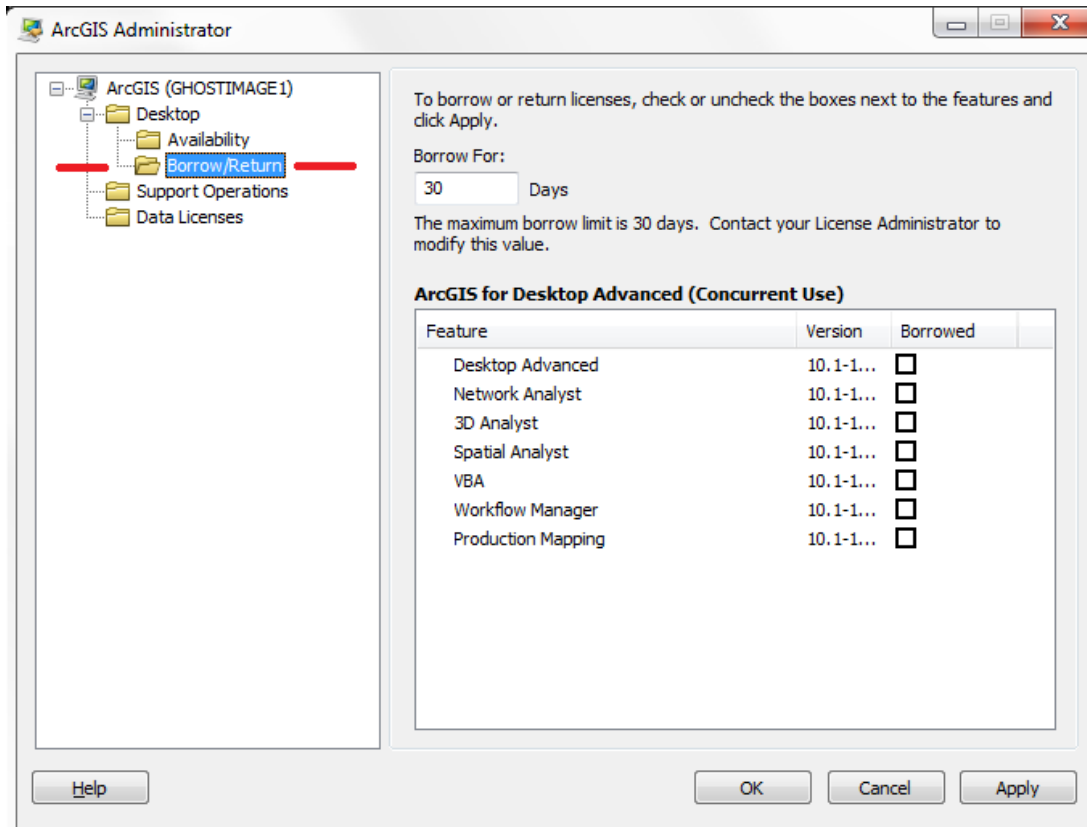 ArcGIS Administrator
ArcGIS (GHOSTIMAGE1)
Desktop
Availability
Borrow/Return
Support Operations
Data Licenses
To borrow or return licenses, check or uncheck the boxes next to the features and
click Apply.
Borrow For:
30 Days
The maximum borrow limit is 30 days. Contact your License Administrator to
modify this value.
ArcGIS for Desktop Advanced (Concurrent Use)
Feature Version Borrowed
Desktop Advanced 10.1-1...
Network Analyst 10.1-1...
3D Analyst 10.1-1...
Spatial Analyst 10.1-1...
VBA 10.1-1...
Workflow Manager 10.1-1...
Production Mapping 10.1-1...
Help OK Cancel Apply